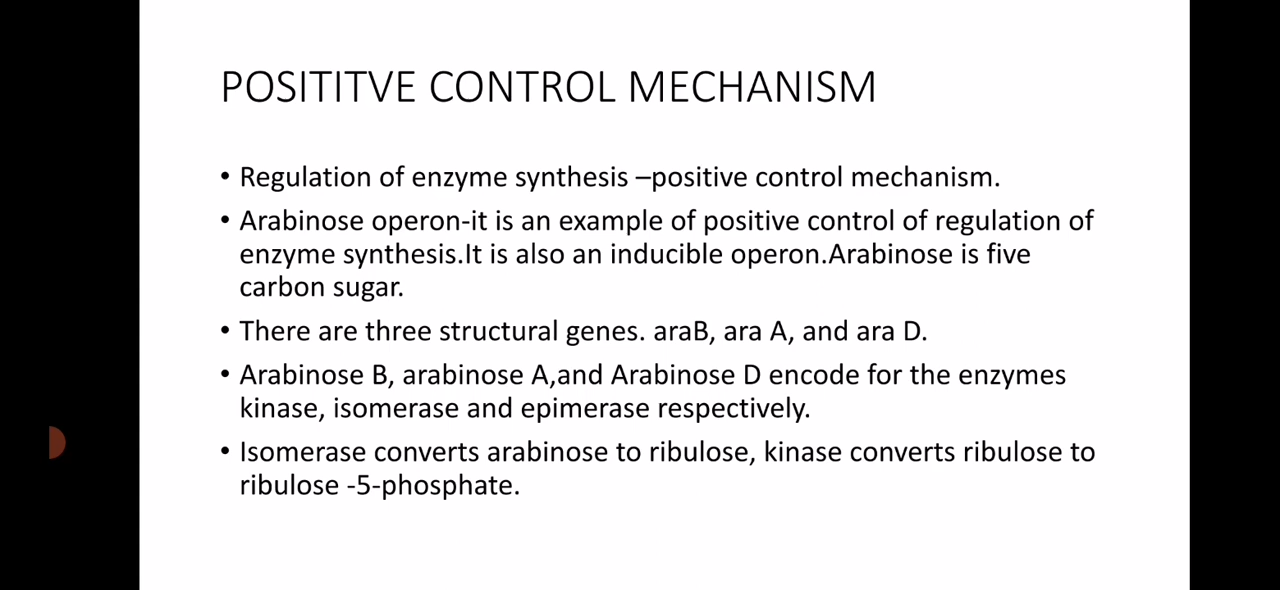 POSITITVE CONTROL MECHANISM
• Regulation of enzyme synthesis –positive control mechanism.
• Arabinose operon-it is an example of positive control of regulation of
enzyme synthesis.It is also an inducible operon.Arabinose is five
carbon sugar.
• There are three structural genes. araB, ara A, and ara D.
• Arabinose B, arabinose A,and Arabinose D encode for the enzymes
kinase, isomerase and epimerase respectively.
• Isomerase converts arabinose to ribulose, kinase converts ribulose to
ribulose -5-phosphate.